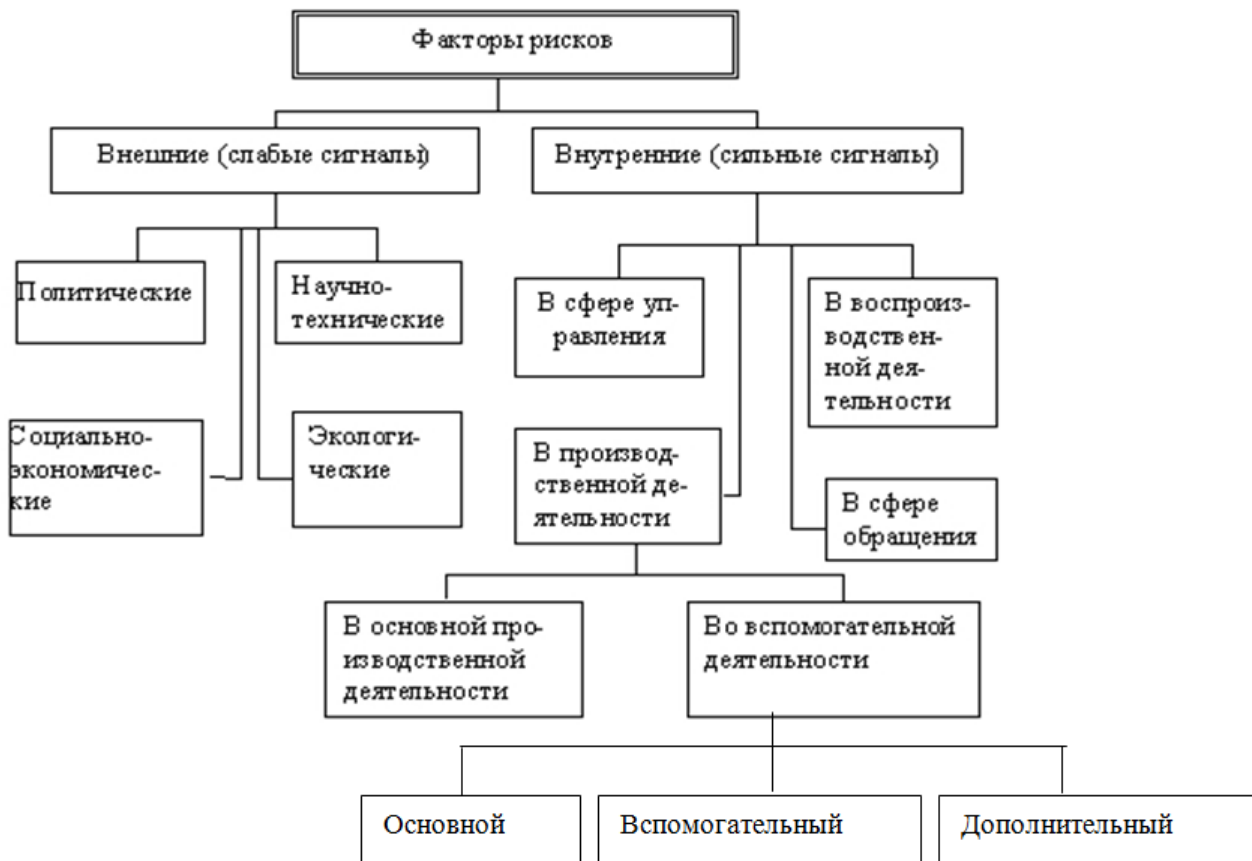 Факторы рисков
Внешние (слабые сигналы)
Внутренние (сильные сигналы)
Политические
Научно-
технические
Социально-
экономичес-
кие
Экологи-
ческие
В сфере уп-
равления
В воспроиз-
водствен-
ной дея-
тельности
В производ-
ственной де-
ятельности
В сфере
обращения
В основной про-
изводственной
деятельности
Во вспомогательной
деятельности
Основной
Вспомогательный
Дополнительный